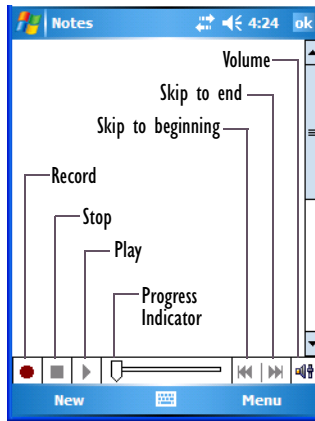 Notes 4:24 ok
Volume
Skip to end
Skip to beginning
Record
Stop
Play
Progress
Indicator
New Menu